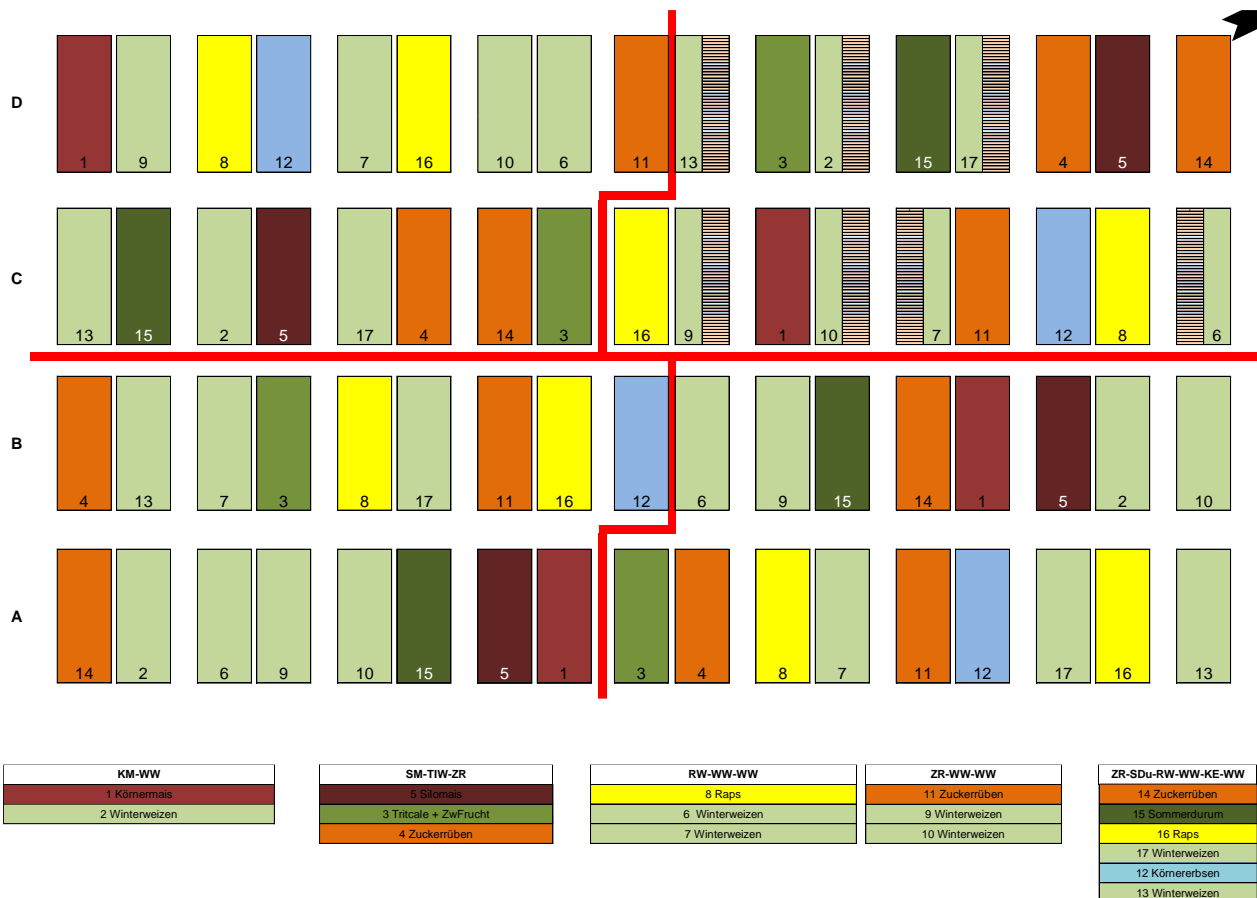 D
1 9 8 12 7 16 10 6 11 13 3 2 15 17 4 5 14
C
13 15 2 5 17 4 14 3 16 9 1 10 7 11 12 8 6
B
4 13 7 3 8 17 11 16 12 6 9 15 14 1 5 2 10
A
14 2 6 9 10 15 5 1 3 4 8 7 11 12 17 16 13
KM-WW
1 Körnermais
2 Winterweizen
SM-TIW-ZR
5 Silomais
3 Tritcale + ZwFrucht
4 Zuckerrüben
RW-WW-WW
8 Raps
6 Winterweizen
7 Winterweizen
ZR-WW-WW
11 Zuckerrüben
9 Winterweizen
10 Winterweizen
ZR-SDu-RW-WW-KE-WW
14 Zuckerrüben
15 Sommerdurum
16 Raps
17 Winterweizen
12 Körnererbsen
13 Winterweizen